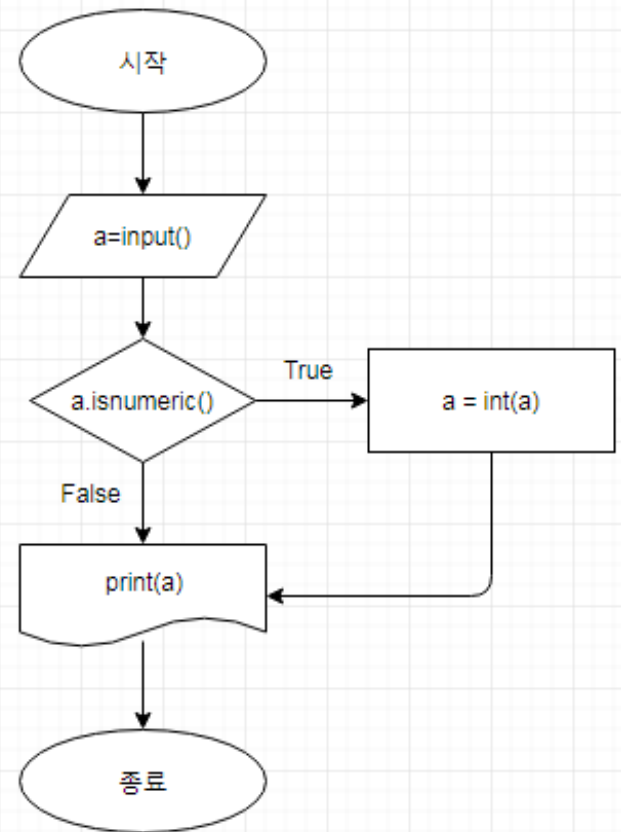 시작
a=input()
a.isnumeric()
True
a = int(a)
False
print(a)
종료